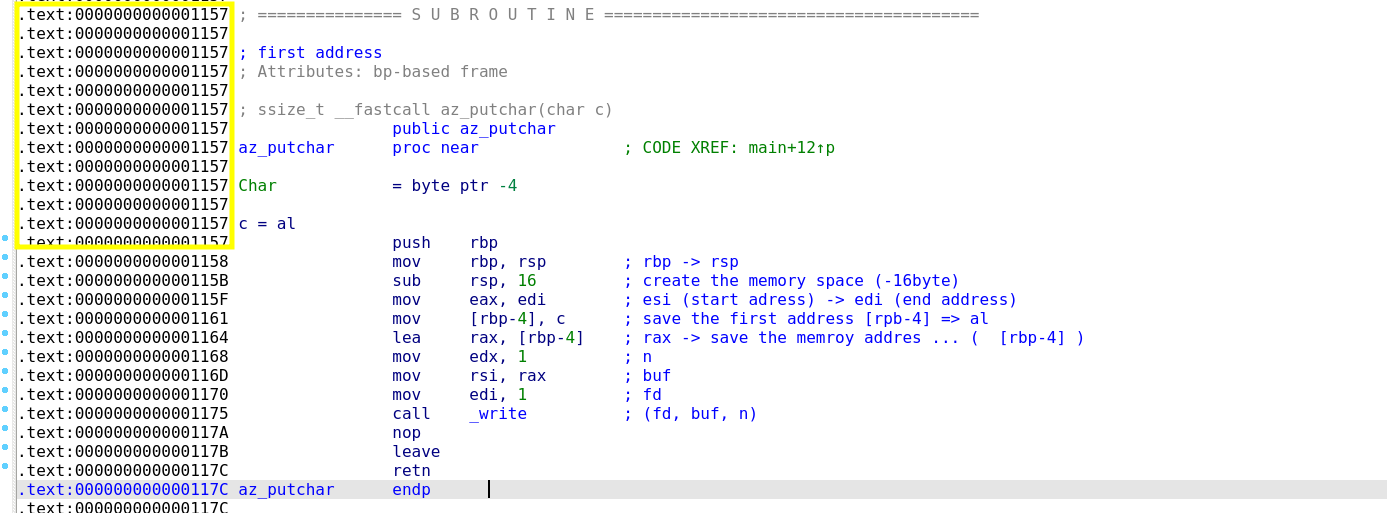 .text:0000000000001157 ; =============== S U B R O U T I N E =======================================
.text:0000000000001157
.text:0000000000001157 ; first address
.text:0000000000001157 ; Attributes: bp-based frame
.text:0000000000001157
.text:0000000000001157 ; ssize_t __fastcall az_putchar(char c)
.text:0000000000001157 public az_putchar
.text:0000000000001157 az_putchar proc near ; CODE XREF: main+12↑p
.text:0000000000001157
.text:0000000000001157 Char = byte ptr -4
.text:0000000000001157
.text:0000000000001157 c = al
.text:0000000000001157 push rbp
.text:0000000000001158 mov rbp, rsp ; rbp -> rsp
.text:000000000000115B sub rsp, 16 ; create the memory space (-16byte)
.text:000000000000115F mov eax, edi ; esi (start adress) -> edi (end address)
.text:0000000000001161 mov [rbp-4], c ; save the first address [rpb-4] => al
.text:0000000000001164 lea rax, [rbp-4] ; rax -> save the memroy addres ... (  [rbp-4] )
.text:0000000000001168 mov edx, 1 ; n
.text:000000000000116D mov rsi, rax ; buf
.text:0000000000001170 mov edi, 1 ; fd
.text:0000000000001175 call _write ; (fd, buf, n)
.text:000000000000117A nop
.text:000000000000117B leave
.text:000000000000117C retn
.text:000000000000117C az_putchar endp
.text:000000000000117C